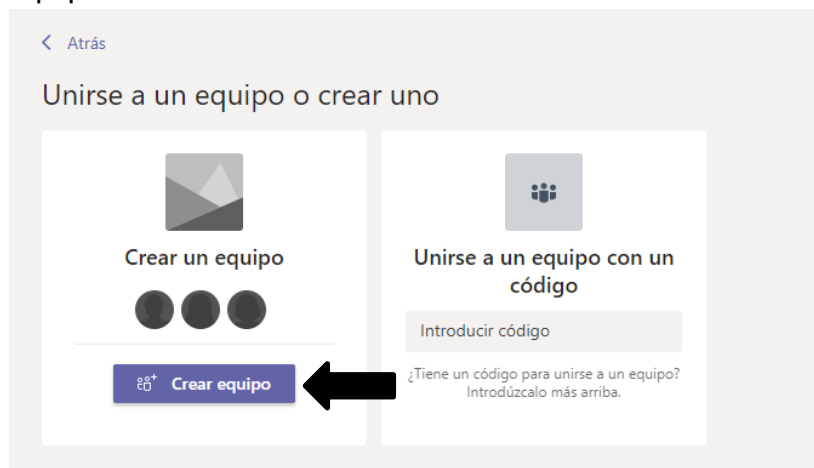 Atrás
Unirse a un equipo o crear uno
Crear un equipo
Crear equipo
Unirse a un equipo con un
código
Introducir código
¿Tiene un código para unirse a un equipo?
Introdúzcalo más arriba.